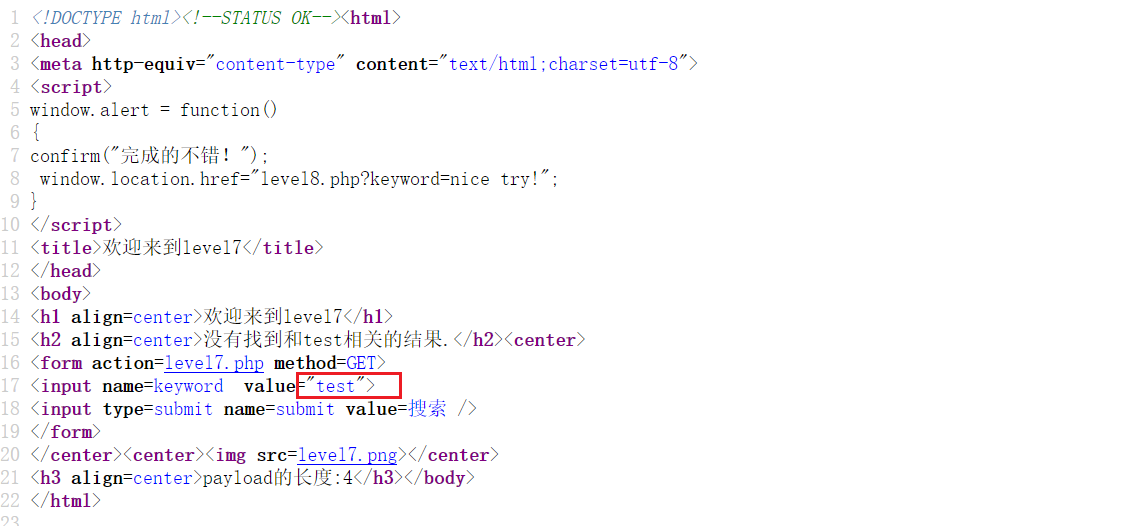 1 <!DOCTYPE html><!--STATUS OK--><html>
2 <head>
3 <meta http-equiv="content-type" content="text/html;charset=utf-8">
4 <script>
5 window.alert = function()
6 {
7 confirm("完成的不错！");
8  window.location.href="level8.php?keyword=nice try!";
9 }
10 </script>
11 <title>欢迎来到level7</title>
12 </head>
13 <body>
14 <h1 align=center>欢迎来到level7</h1>
15 <h2 align=center>没有找到和test相关的结果.</h2><center>
16 <form action=level7.php method=GET>
17 <input name=keyword  value="test">
18 <input type=submit name=submit value=搜索 />
19 </form>
20 </center><center><img src=level7.png></center>
21 <h3 align=center>payload的长度:4</h3></body>
22 </html>
23